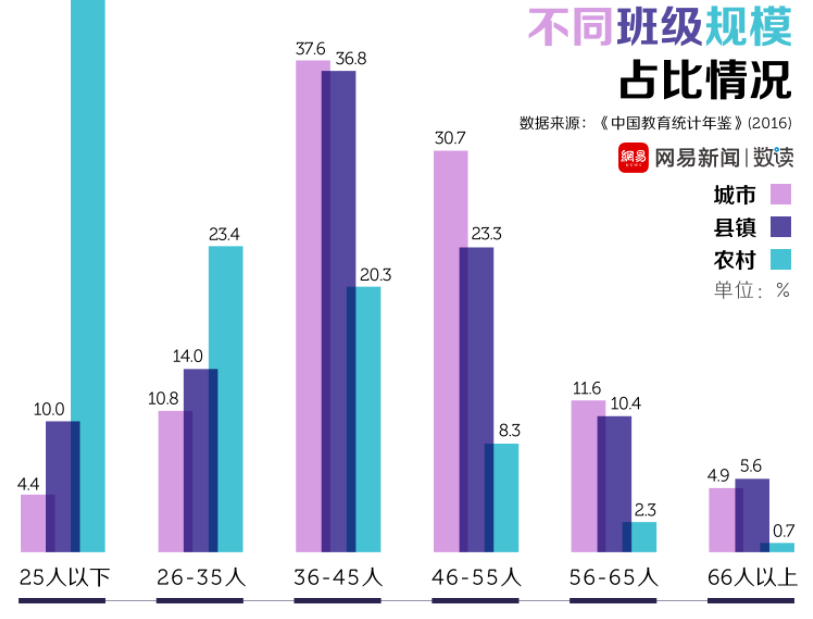 不同班级规模
占比情况
数据来源：《中国教育统计年鉴》(2016)
網易
NEWS
网易新闻|数读
城市
县镇
农村
单位：%
4.4
10.0
10.8
14.0
23.4
37.6
36.8
20.3
30.7
23.3
8.3
11.6
10.4
2.3
4.9
5.6
0.7
25人以下 26-35人 36-45人 46-55人 56-65人 66人以上